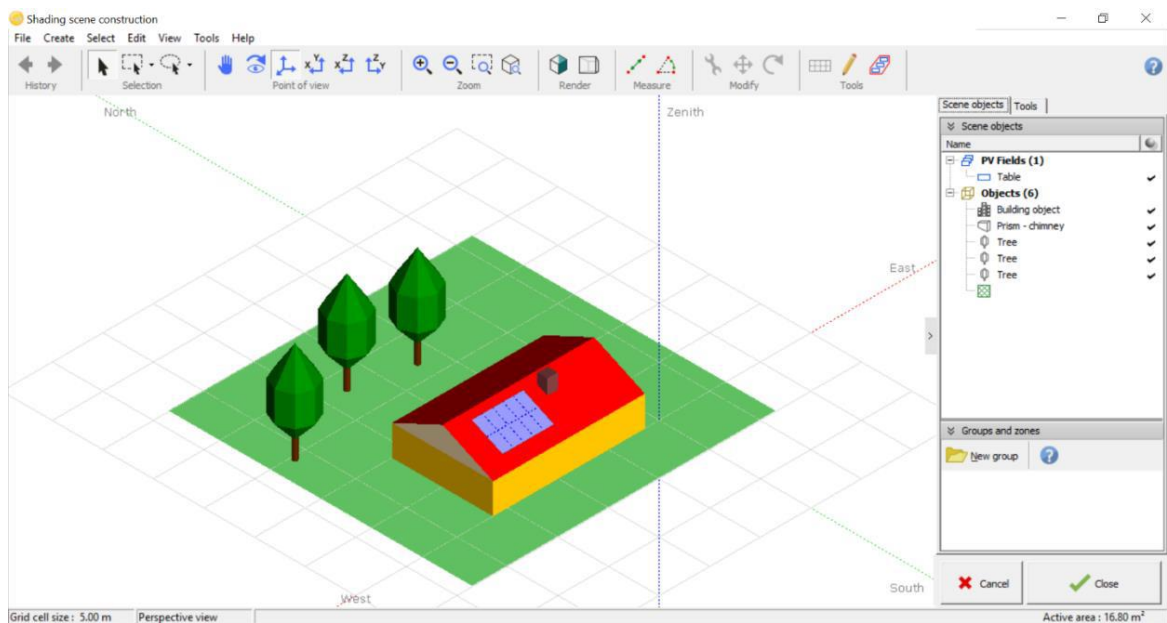 Shading scene construction
File Create Select Edit View Tools Help
History Selection Point of view Zoom Render Measure Modify Tools
North
Zenith
East
South
West
Scene objects Tools
Scene objects
Name
PV Fields (1)
Table
Objects (6)
Building object
Prism - chimney
Tree
Tree
Tree
Groups and zones
New group
Cancel Close
Grid cell size : 5.00 m Perspective view Active area : 16.80 m²